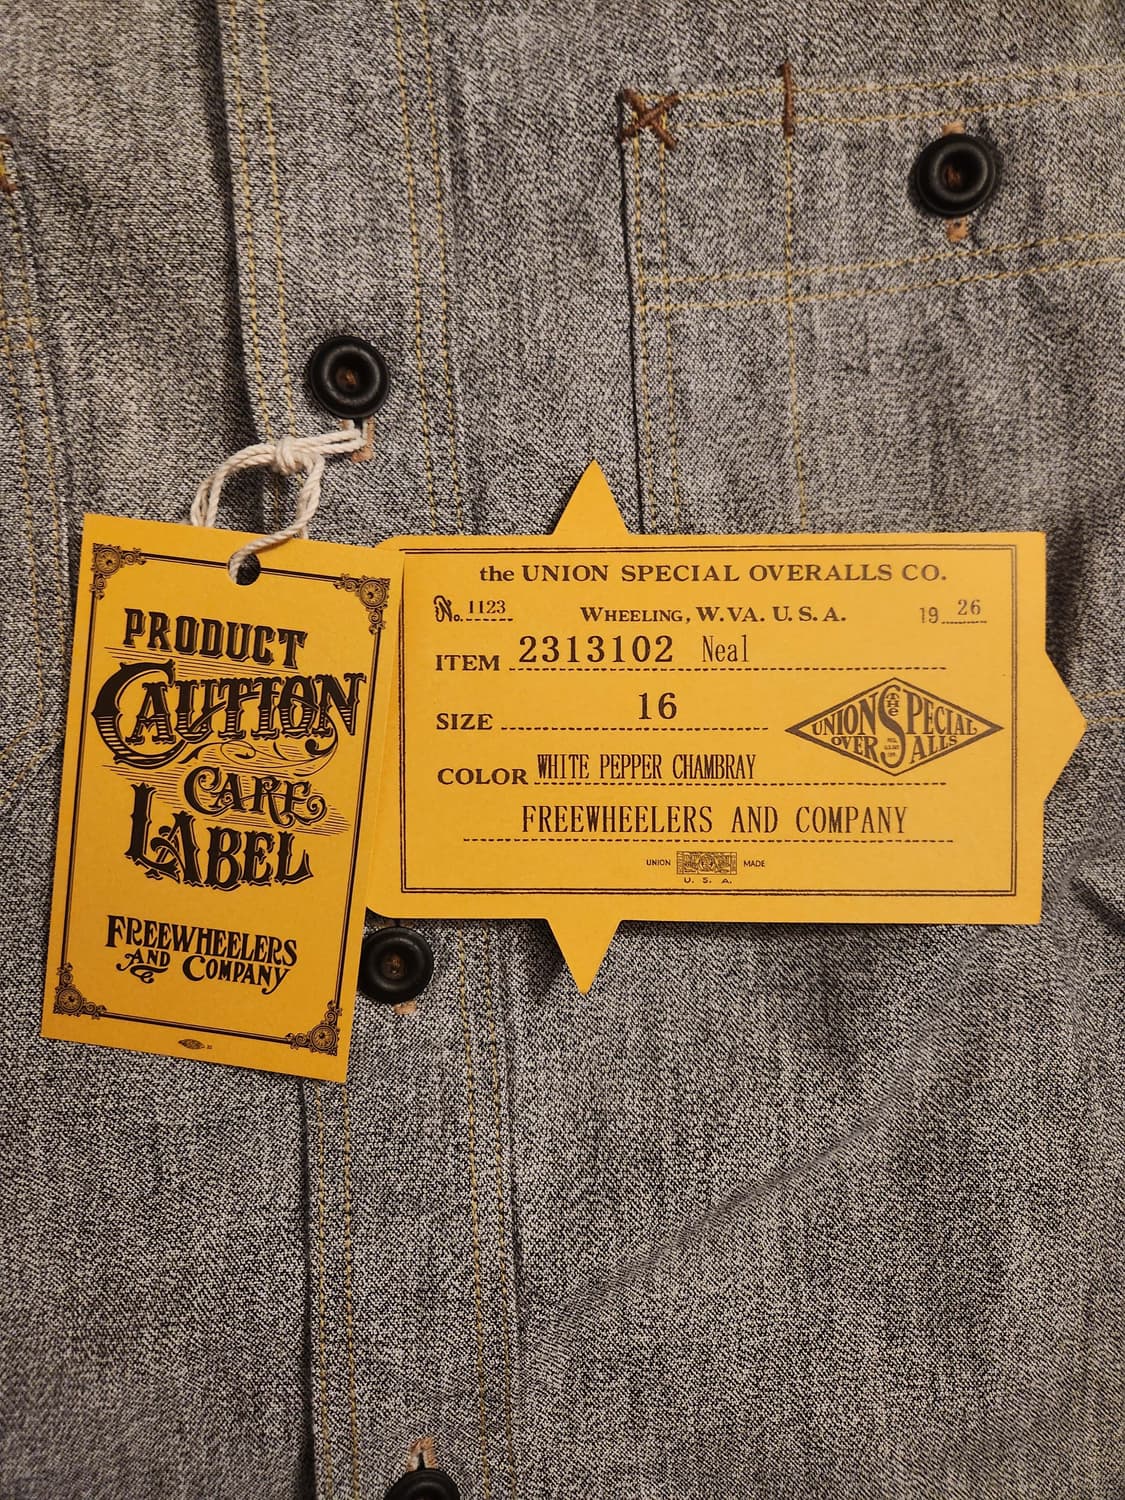 PRODUCT
CAUTION
CARE
LABEL
FREEWHEELERS
AND COMPANY
the UNION SPECIAL OVERALLS CO.
No. 1123
WHEELING, W. VA. U. S. A.
19 26
ITEM 2313102 Neal
SIZE 16
THE
UNION SPECIAL
OVERALLS
COLOR WHITE PEPPER CHAMBRAY
FREEWHEELERS AND COMPANY
UNION MADE
U. S. A.